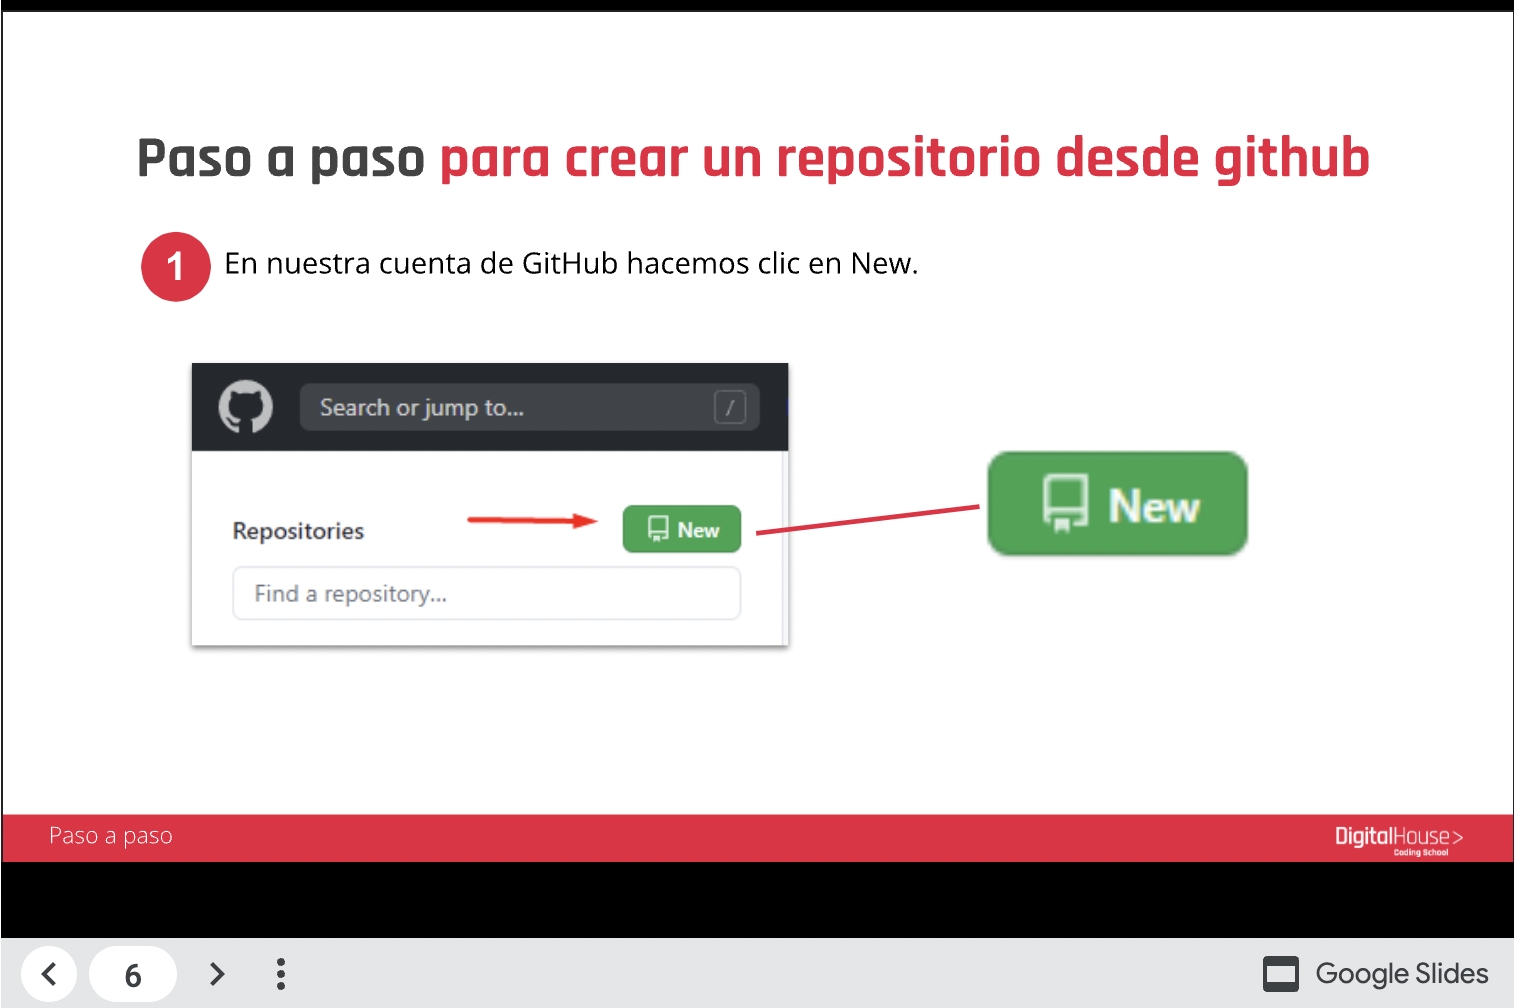 Paso a paso para crear un repositorio desde github
1 En nuestra cuenta de GitHub hacemos clic en New.
Search or jump to... /
Repositories New
Find a repository...
New
Paso a paso
DigitalHouse>
Coding School
6
Google Slides